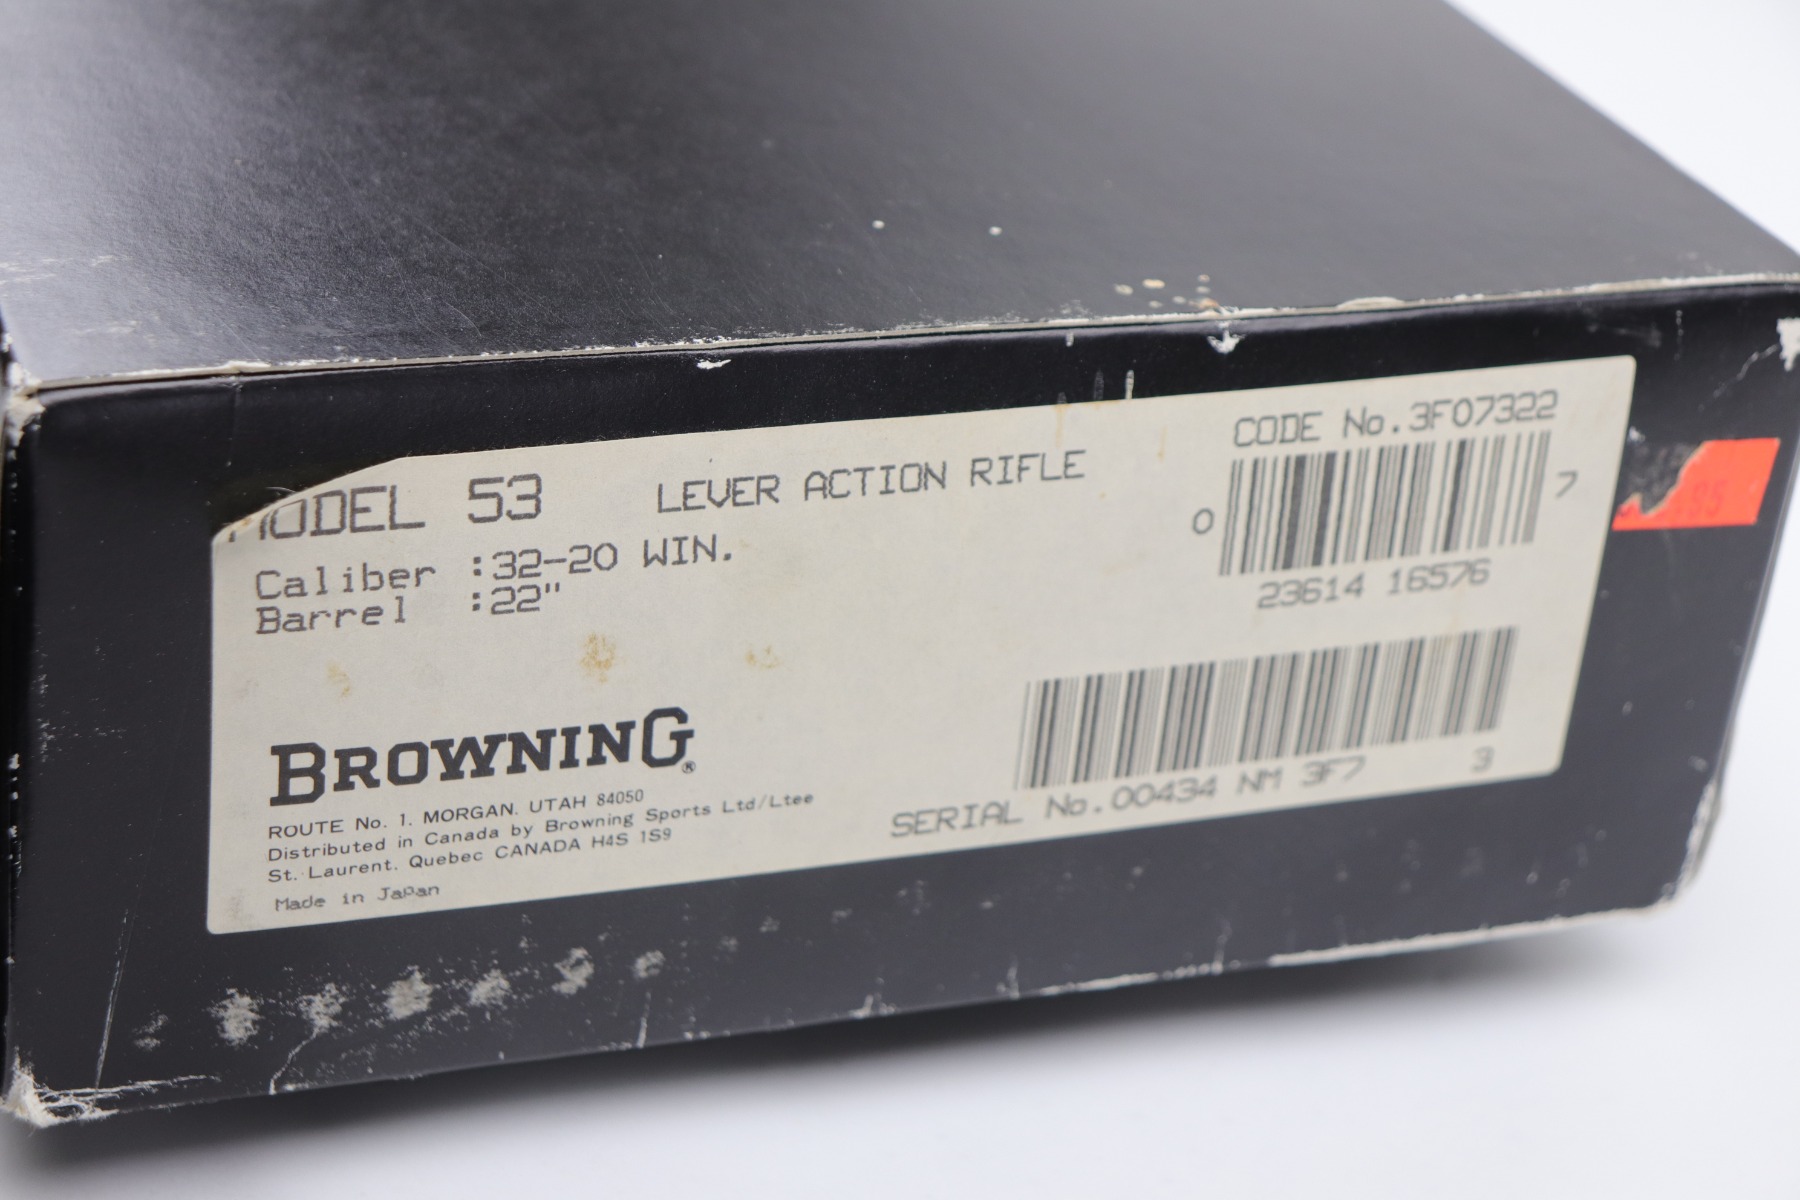 MODEL 53 LEVER ACTION RIFLE
Caliber :32-20 WIN.
Barrel :22"
CODE No.3F07322
0 7
23614 16576
SERIAL No.00434 NM 3F7 3
BROWNING®
ROUTE No. 1, MORGAN, UTAH 84050
Distributed in Canada by Browning Sports Ltd/Ltee
St. Laurent, Quebec CANADA H4S 1S9
Made in Japan